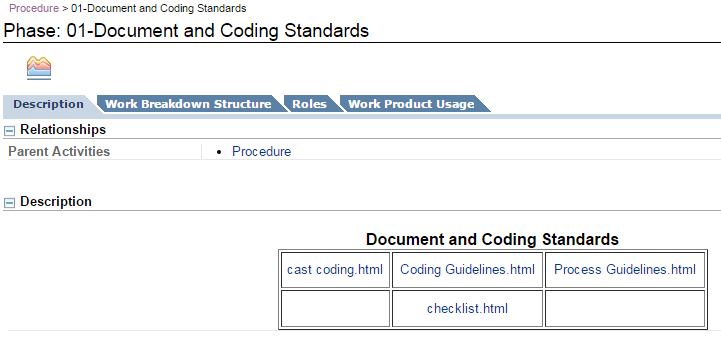 Procedure > 01-Document and Coding Standards
Phase: 01-Document and Coding Standards
Description Work Breakdown Structure Roles Work Product Usage
Relationships
Parent Activities • Procedure
Description
Document and Coding Standards
cast coding.html Coding Guidelines.html Process Guidelines.html
checklist.html